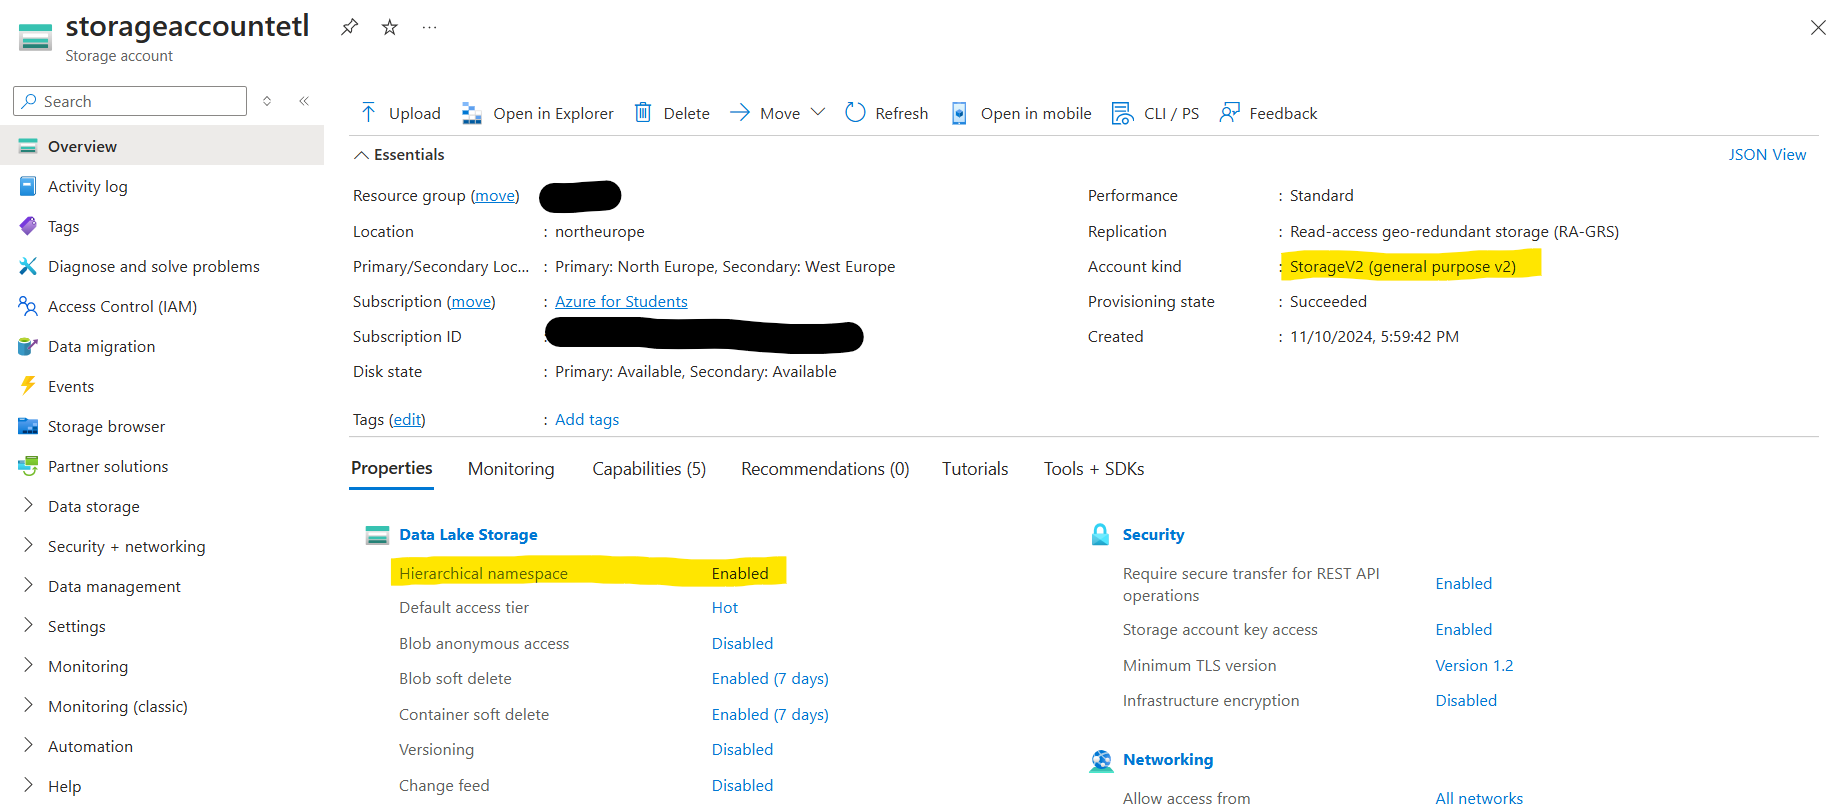 storageaccountetl
Storage account
Search
Overview
Activity log
Tags
Diagnose and solve problems
Access Control (IAM)
Data migration
Events
Storage browser
Partner solutions
Data storage
Security + networking
Data management
Settings
Monitoring
Monitoring (classic)
Automation
Help
Upload Open in Explorer Delete Move Refresh Open in mobile CLI / PS Feedback
Essentials JSON View
Resource group (move)
Location : northeurope
Primary/Secondary Loc... : Primary: North Europe, Secondary: West Europe
Subscription (move) : Azure for Students
Subscription ID :
Disk state : Primary: Available, Secondary: Available
Tags (edit) : Add tags
Performance : Standard
Replication : Read-access geo-redundant storage (RA-GRS)
Account kind : StorageV2 (general purpose v2)
Provisioning state : Succeeded
Created : 11/10/2024, 5:59:42 PM
Properties Monitoring Capabilities (5) Recommendations (0) Tutorials Tools + SDKs
Data Lake Storage
Hierarchical namespace Enabled
Default access tier Hot
Blob anonymous access Disabled
Blob soft delete Enabled (7 days)
Container soft delete Enabled (7 days)
Versioning Disabled
Change feed Disabled
Security
Require secure transfer for REST API
operations Enabled
Storage account key access Enabled
Minimum TLS version Version 1.2
Infrastructure encryption Disabled
Networking
Allow access from All networks